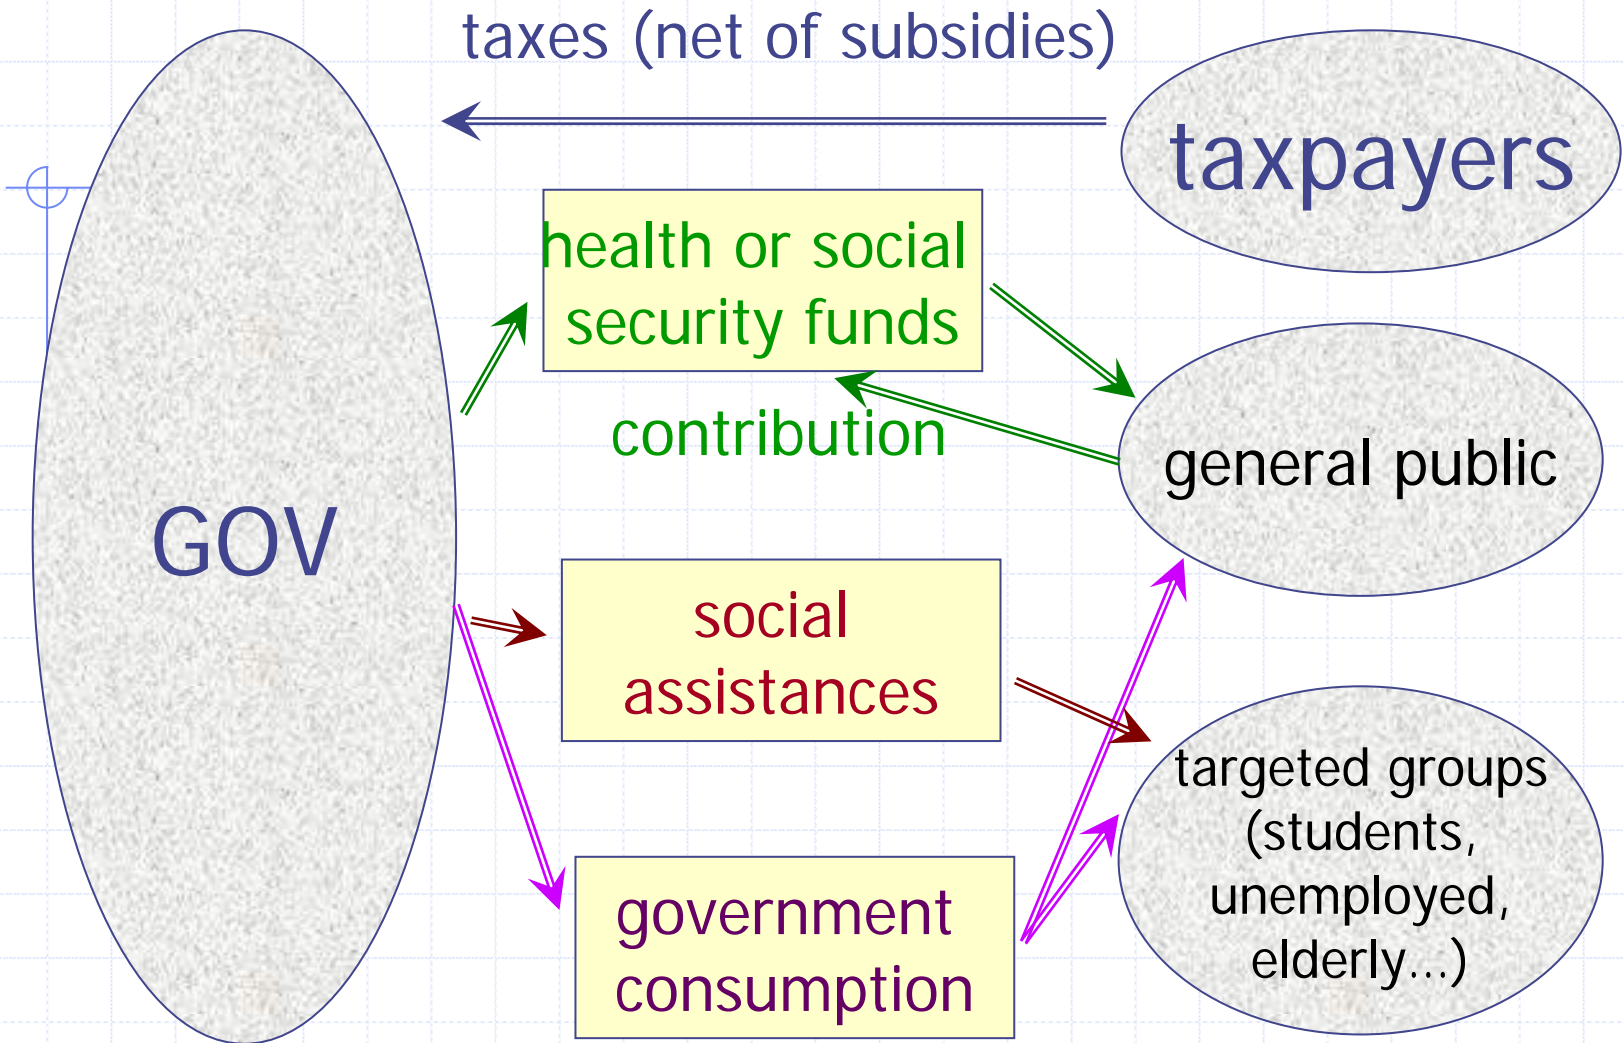 taxes (net of subsidies)
taxpayers
health or social
security funds
contribution
general public
GOV
social
assistances
targeted groups
(students,
unemployed,
elderly...)
government
consumption